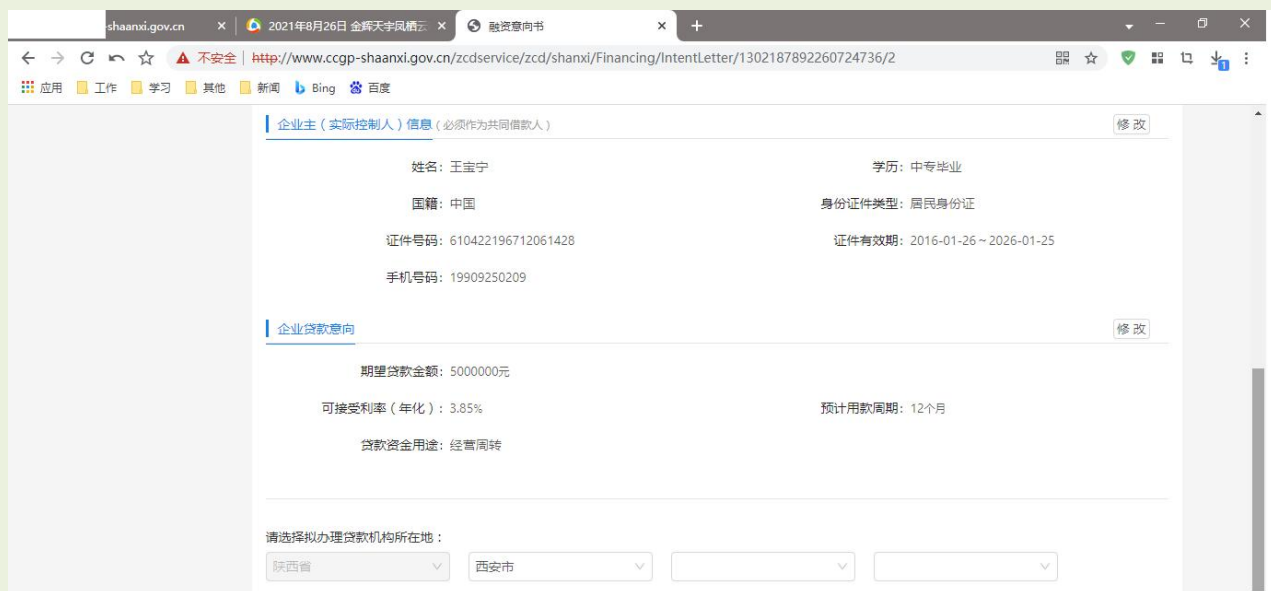 -shaanxi.gov.cn × 2021年8月26日 金辉天宇凤栖云 × 融资意向书 × +
不安全 | http://www.ccgp-shaanxi.gov.cn/zcdservice/zcd/shanxi/Financing/IntentLetter/1302187892260724736/2 1
应用 工作 学习 其他 新闻 Bing 百度
企业主（实际控制人）信息（必须作为共同借款人） 修 改
姓名：王宝宁 学历：中专毕业
国籍：中国 身份证件类型：居民身份证
证件号码：610422196712061428 证件有效期：2016-01-26 ~ 2026-01-25
手机号码：19909250209
企业贷款意向 修 改
期望贷款金额：5000000元
可接受利率（年化）：3.85% 预计用款周期：12个月
贷款资金用途：经营周转
请选择拟办理贷款机构所在地：
陕西省 西安市